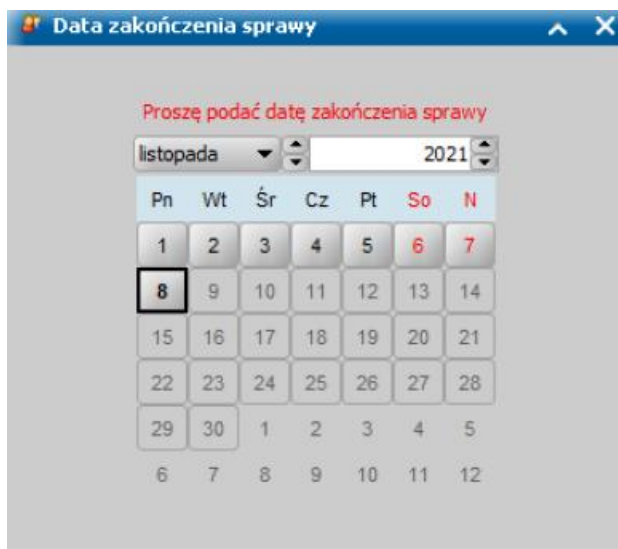 Data zakończenia sprawy
Proszę podać datę zakończenia sprawy
listopada 2021
Pn Wt Śr Cz Pt So N
1 2 3 4 5 6 7
8 9 10 11 12 13 14
15 16 17 18 19 20 21
22 23 24 25 26 27 28
29 30 1 2 3 4 5
6 7 8 9 10 11 12